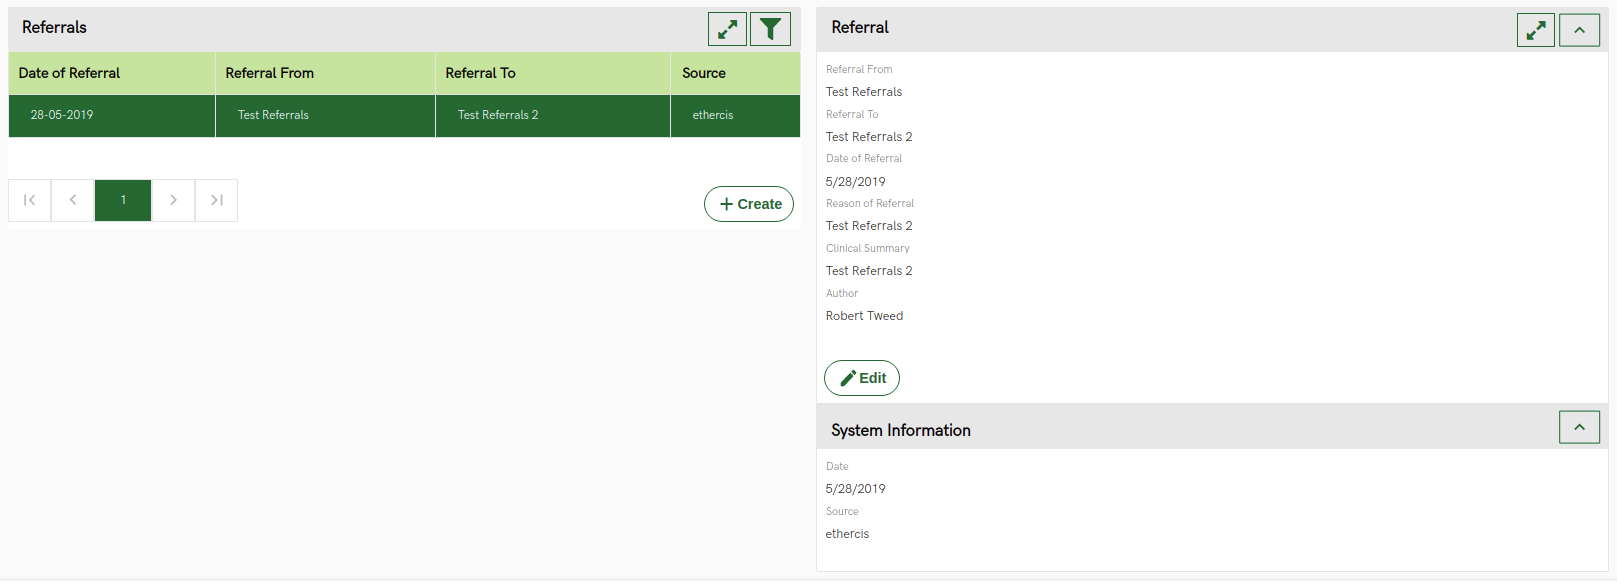 Referrals
Date of Referral Referral From Referral To Source
28-05-2019 Test Referrals Test Referrals 2 ethercis
1
Create
Referral
Referral From
Test Referrals
Referral To
Test Referrals 2
Date of Referral
5/28/2019
Reason of Referral
Test Referrals 2
Clinical Summary
Test Referrals 2
Author
Robert Tweed
Edit
System Information
Date
5/28/2019
Source
ethercis